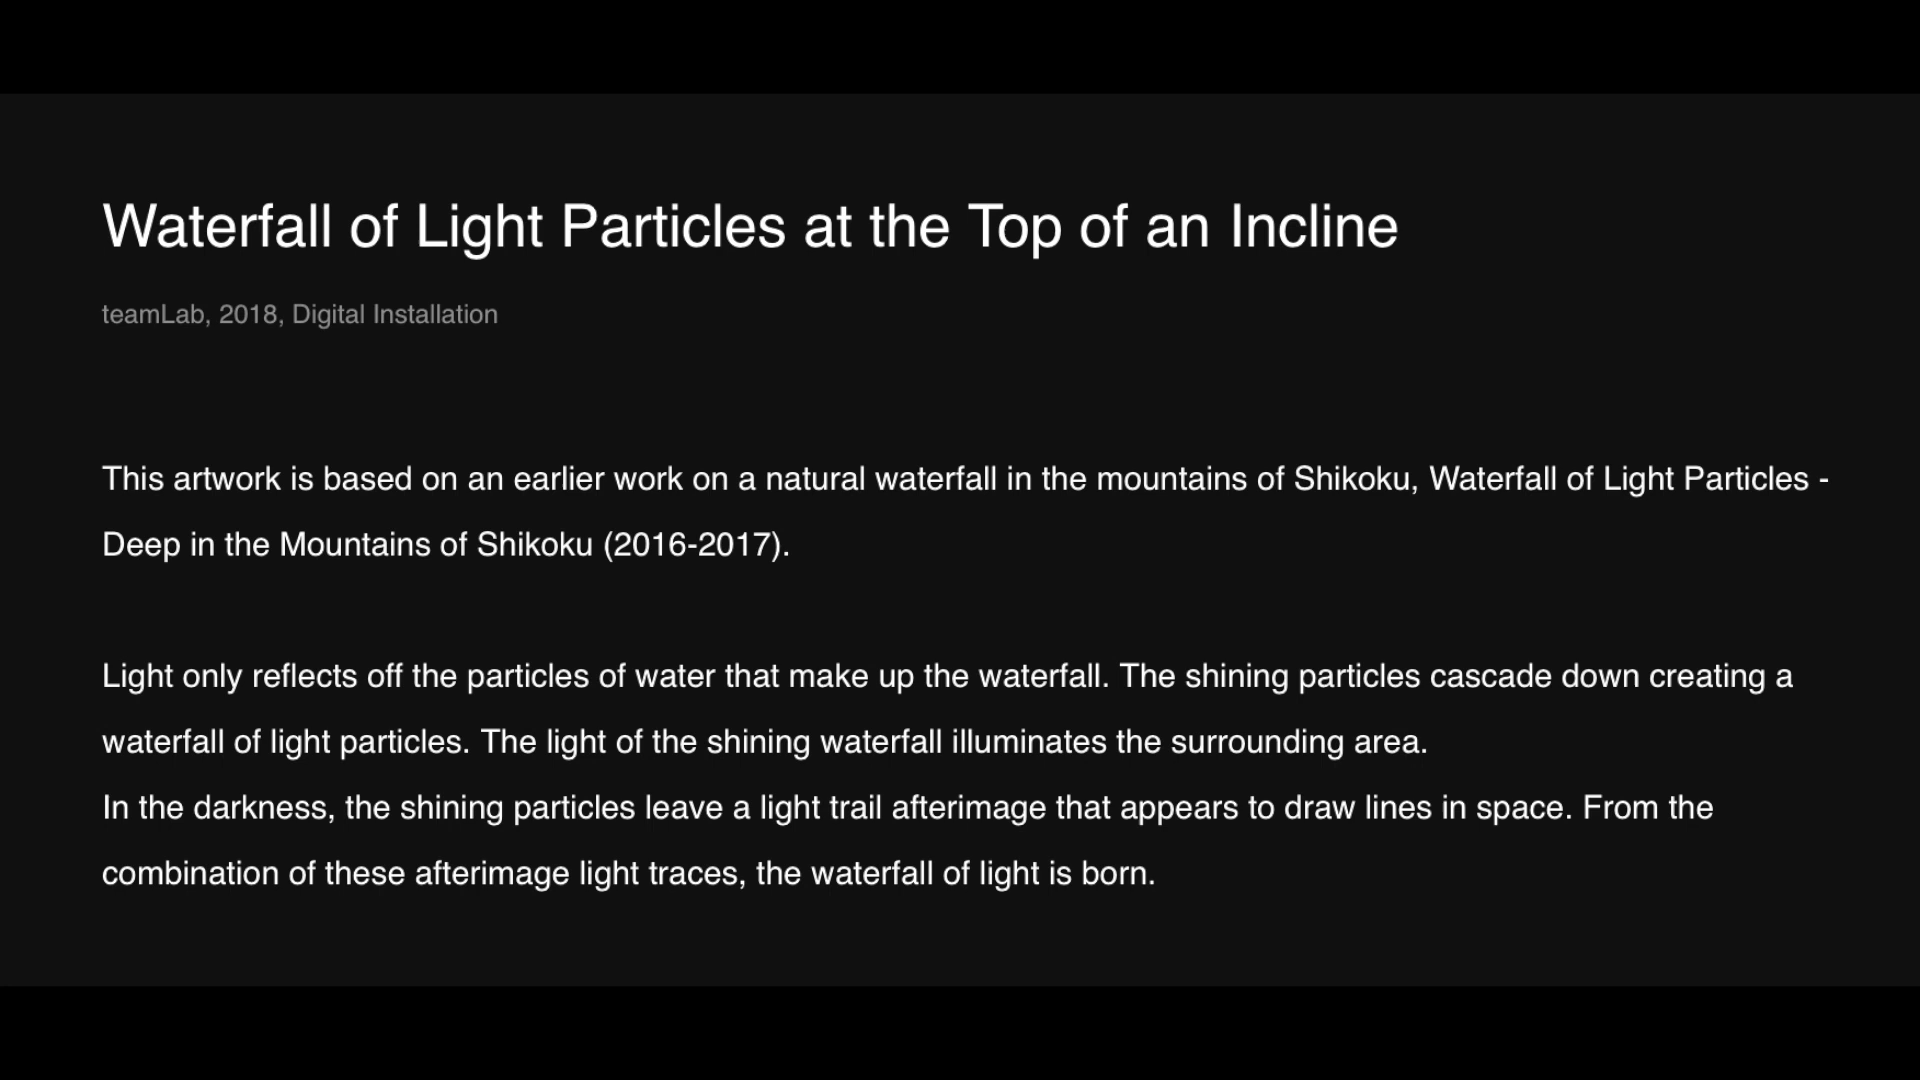 Waterfall of Light Particles at the Top of an Incline
teamLab, 2018, Digital Installation
This artwork is based on an earlier work on a natural waterfall in the mountains of Shikoku, Waterfall of Light Particles -
Deep in the Mountains of Shikoku (2016-2017).
Light only reflects off the particles of water that make up the waterfall. The shining particles cascade down creating a
waterfall of light particles. The light of the shining waterfall illuminates the surrounding area.
In the darkness, the shining particles leave a light trail afterimage that appears to draw lines in space. From the
combination of these afterimage light traces, the waterfall of light is born.